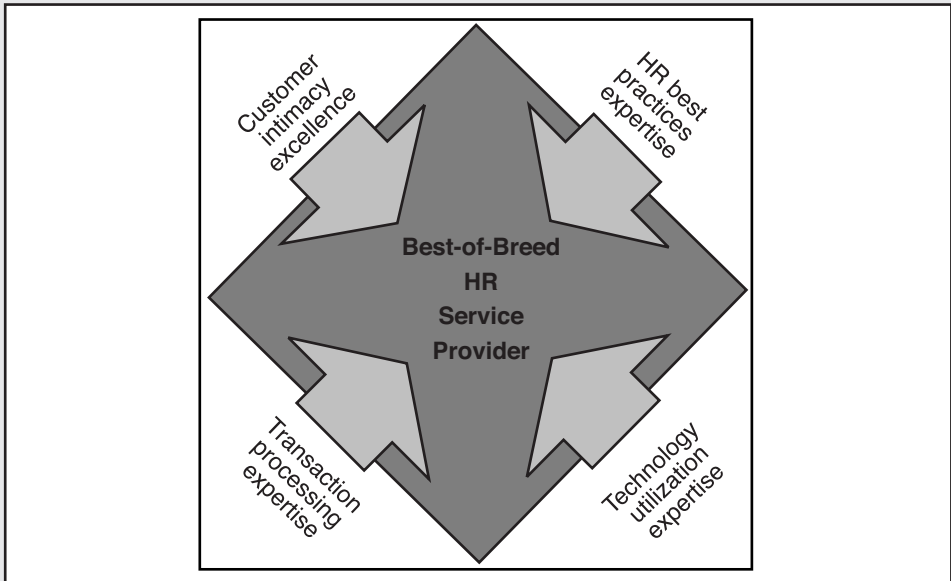 Customer
intimacy
excellence
HR best
practices
expertise
Best-of-Breed
HR
Service
Provider
Transaction
processing
expertise
Technology
utilization
expertise